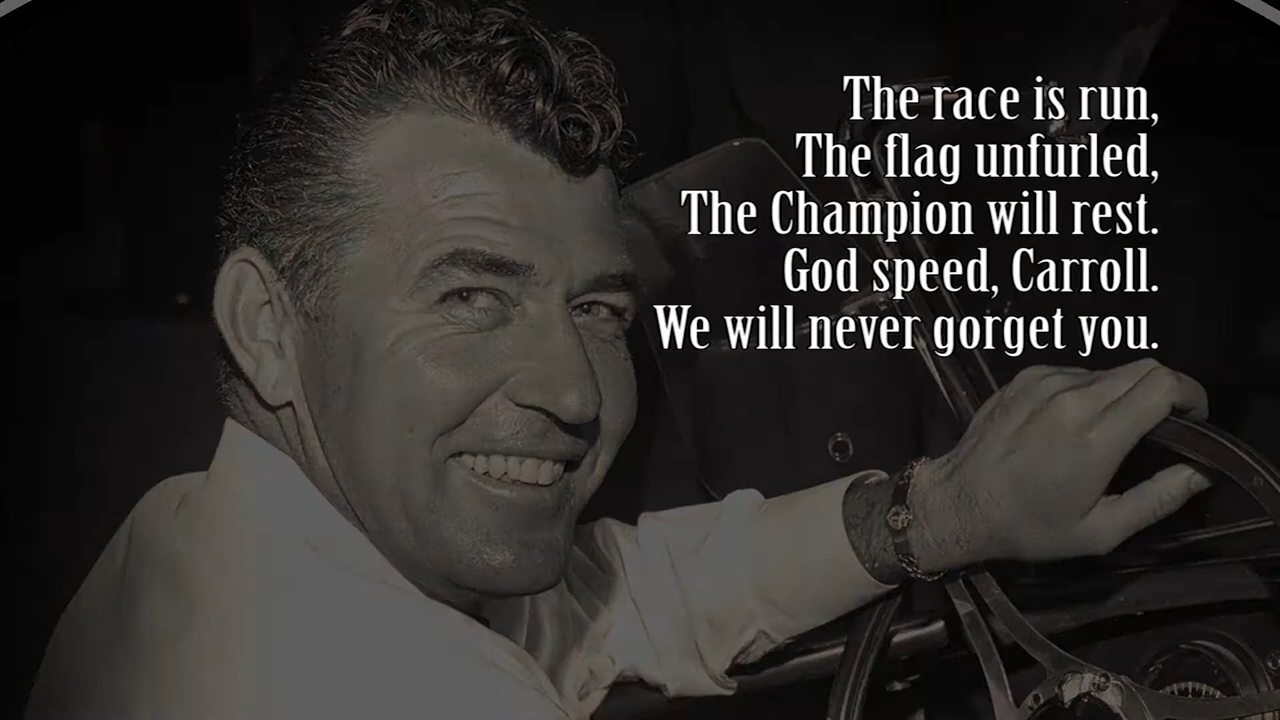 The race is run,
The flag unfurled,
The Champion will rest.
God speed, Carroll.
We will never gorget you.